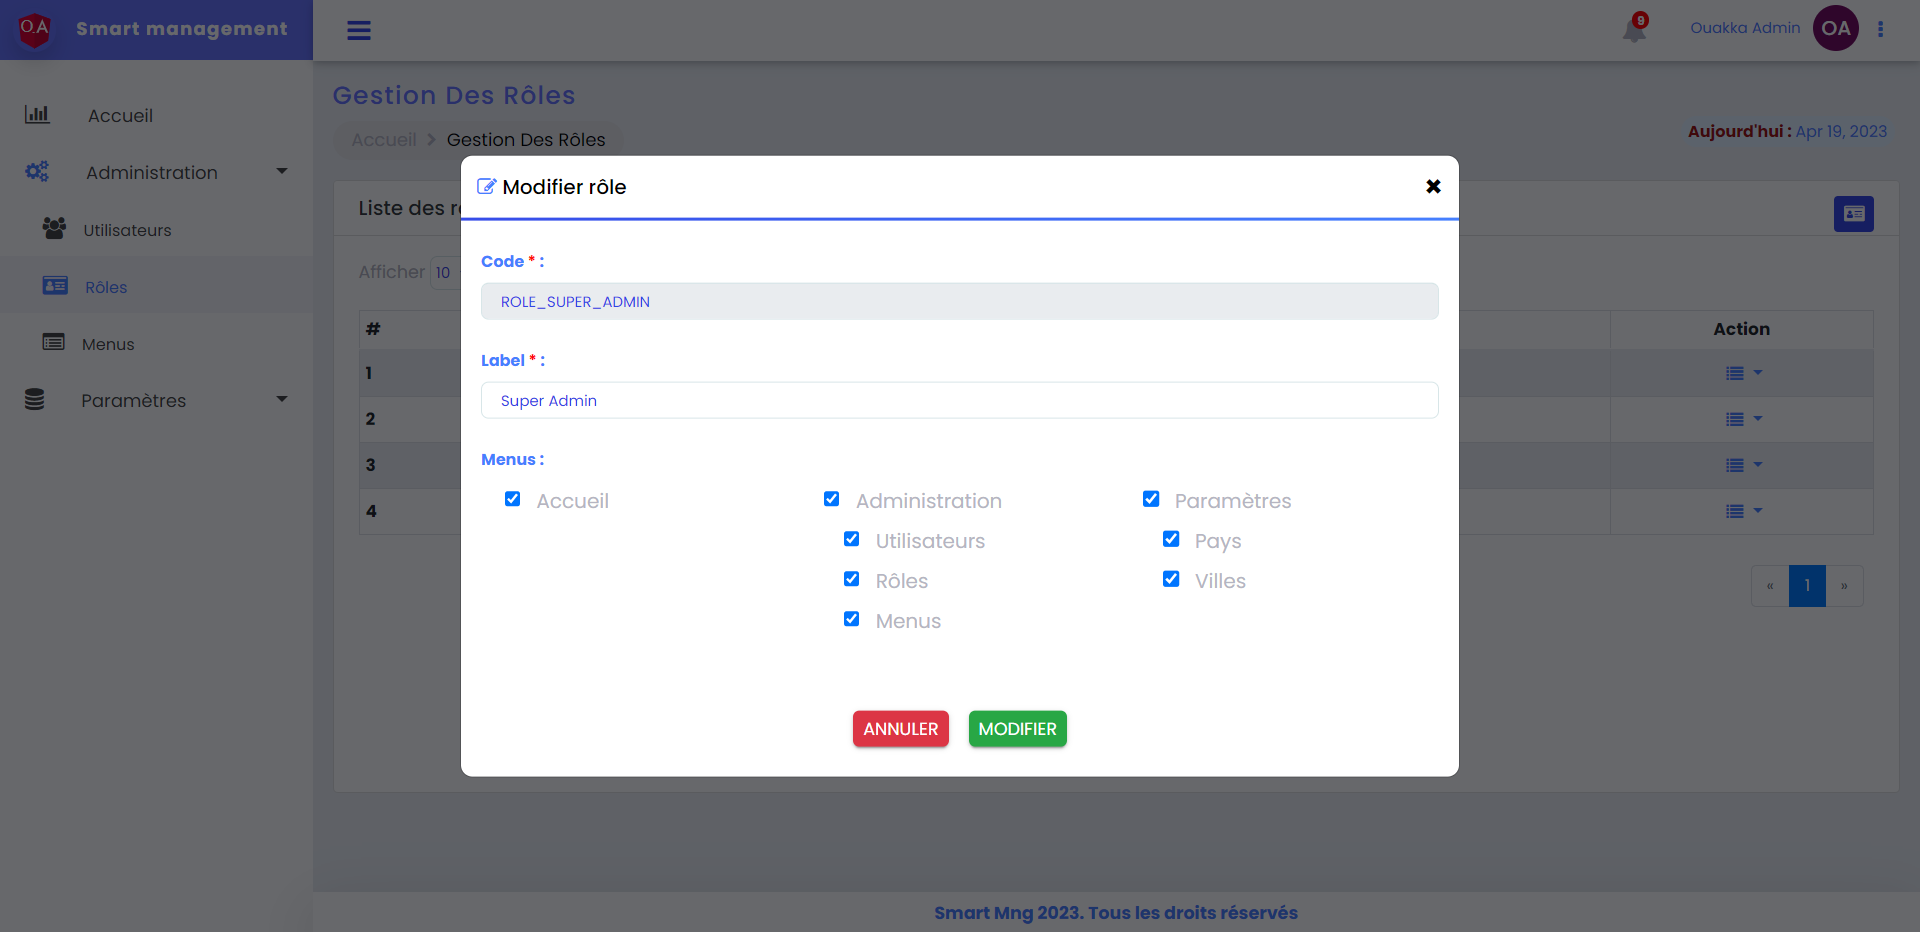 O.A Smart management
9 Ouakka Admin OA
Accueil
Administration
Utilisateurs
Rôles
Menus
Paramètres
Gestion Des Rôles
Accueil Gestion Des Rôles
Aujourd'hui : Apr 19, 2023
Liste des r
Afficher 10
# Action
1
2
3
4
« 1 »
Modifier rôle
Code * :
ROLE_SUPER_ADMIN
Label * :
Super Admin
Menus :
Accueil Administration Paramètres
Utilisateurs Pays
Rôles Villes
Menus
ANNULER MODIFIER
Smart Mng 2023. Tous les droits réservés